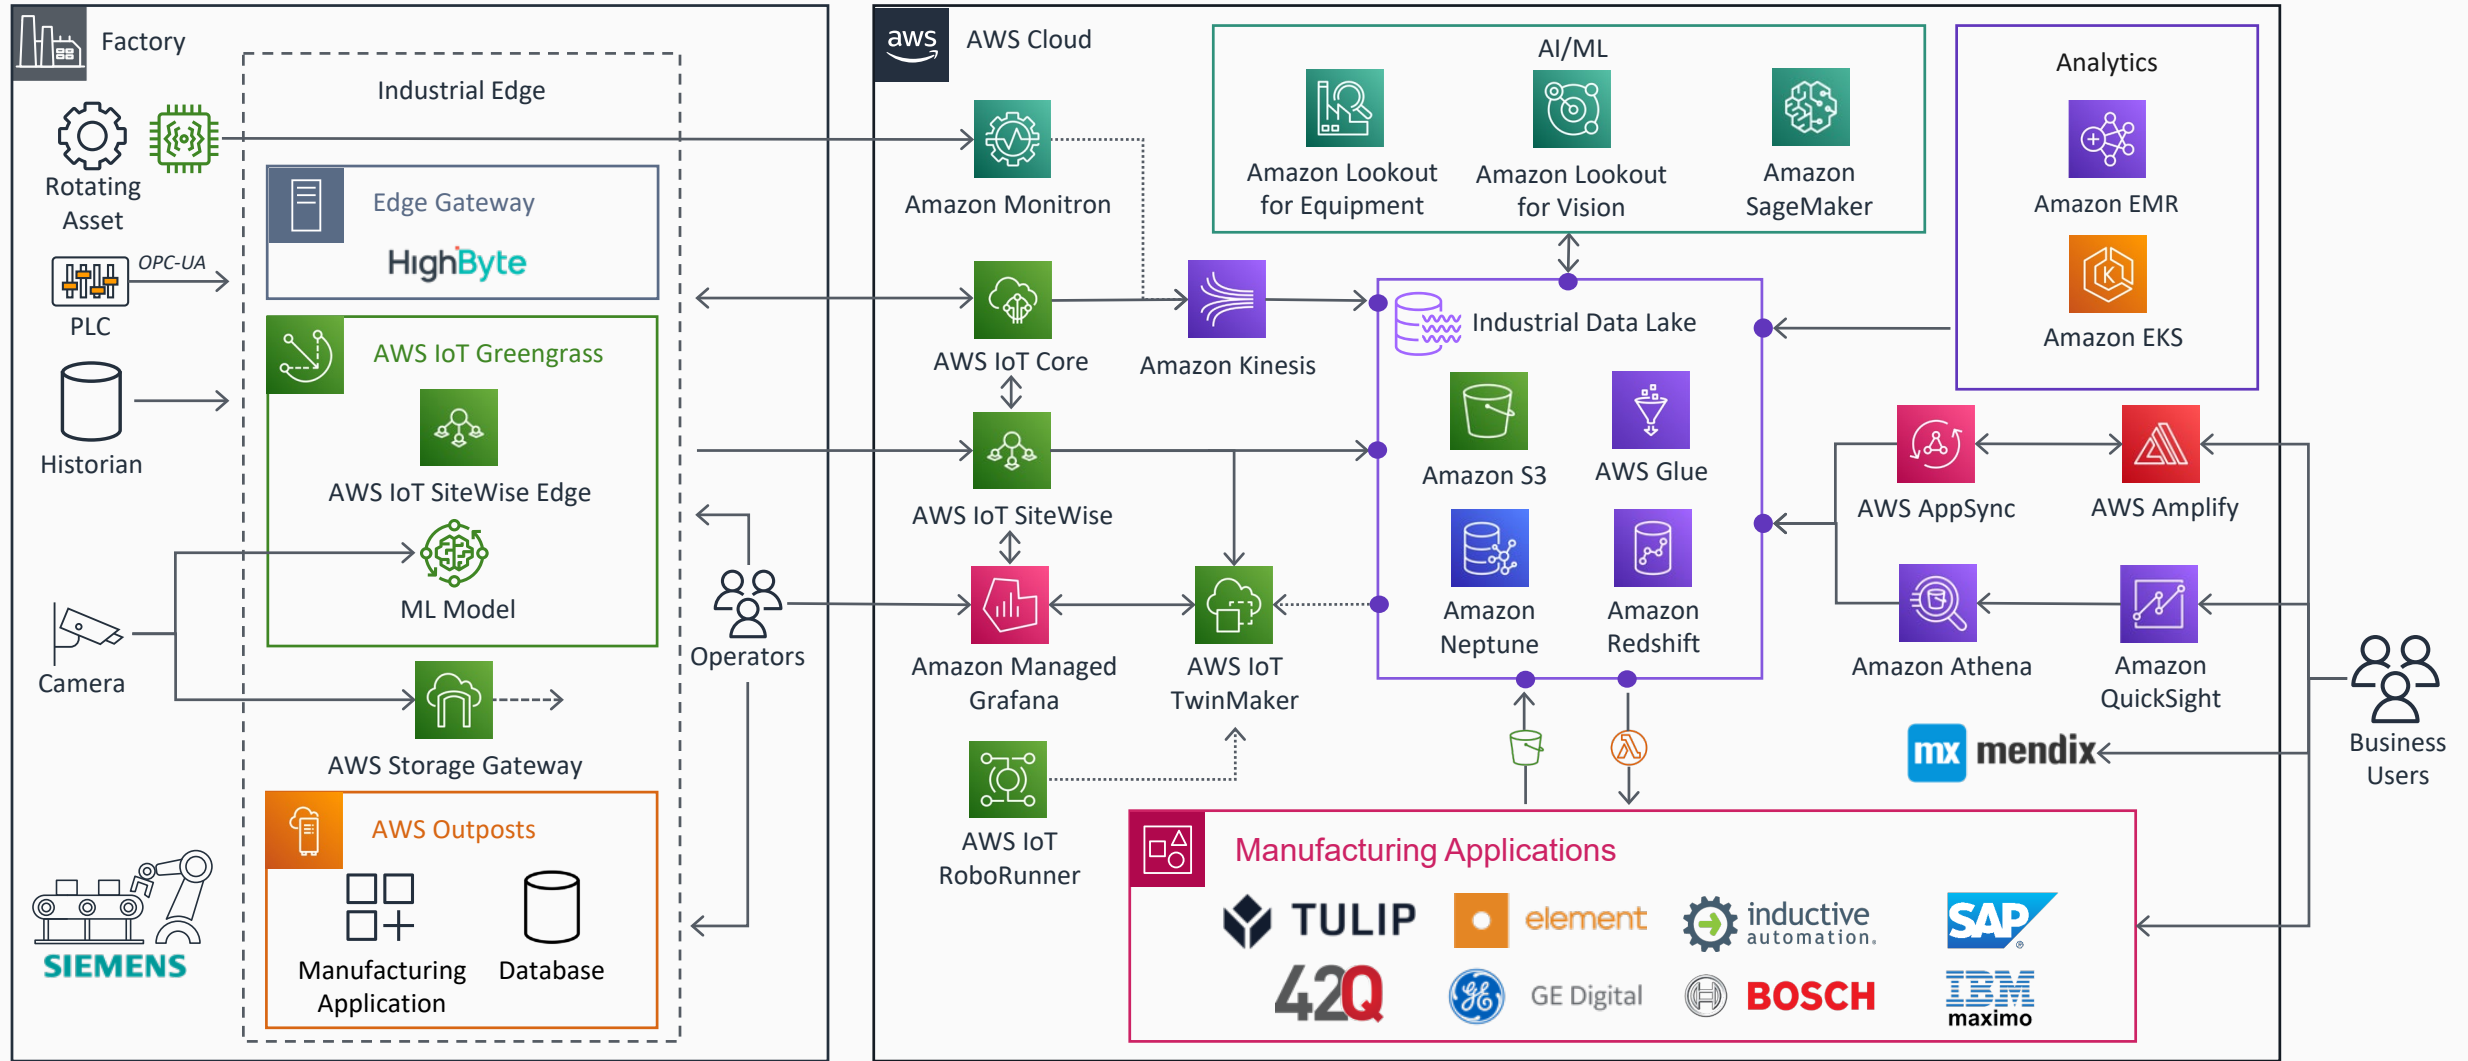 Factory
Industrial Edge
Rotating
Asset
Edge Gateway
HighByte
OPC-UA
PLC
AWS IoT Greengrass
Historian
AWS IoT SiteWise Edge
ML Model
Camera
AWS Storage Gateway
AWS Outposts
Manufacturing
Application
Database
SIEMENS
Operators
aws
AWS Cloud
Amazon Monitron
AWS IoT Core
Amazon Kinesis
AWS IoT SiteWise
Amazon Managed
Grafana
AWS IoT
TwinMaker
AWS IoT
RoboRunner
AI/ML
Amazon Lookout
for Equipment
Amazon Lookout
for Vision
Amazon
SageMaker
Analytics
Amazon EMR
K
Amazon EKS
Industrial Data Lake
Amazon S3
AWS Glue
Amazon
Neptune
Amazon
Redshift
AWS AppSync
AWS Amplify
Amazon Athena
Amazon
QuickSight
mx mendix
Business
Users
Manufacturing Applications
TULIP
element
inductive
automation.
SAP
®
42Q
GE
GE Digital
BOSCH
IBM
maximo